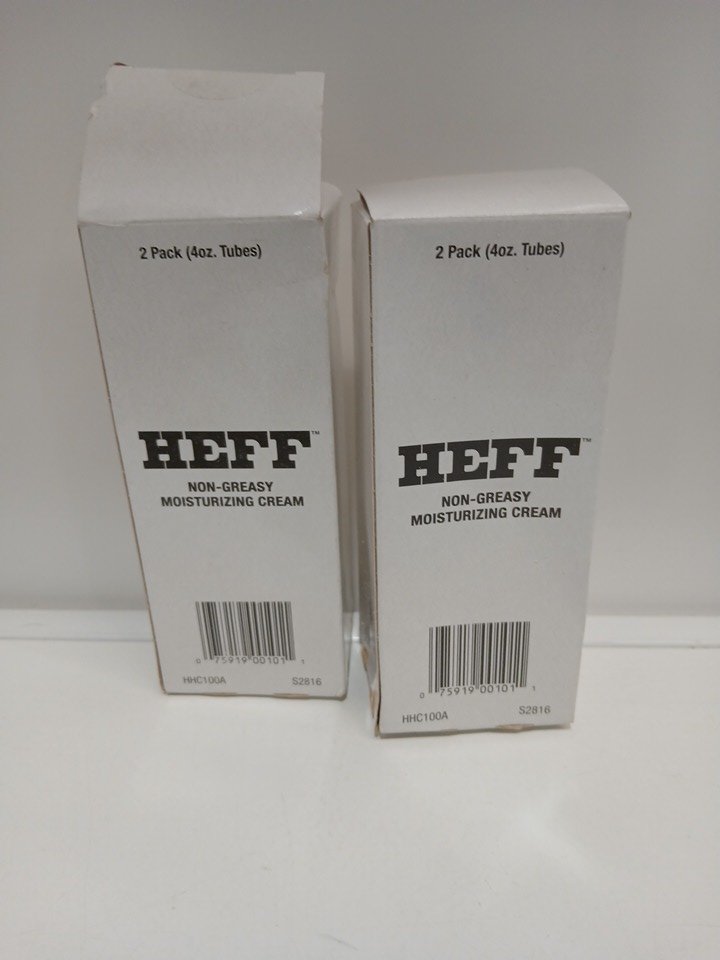 2 Pack (4oz. Tubes)
HEFF™
NON-GREASY
MOISTURIZING CREAM
0 75919 00101 1
HHC100A S2816
2 Pack (4oz. Tubes)
HEFF™
NON-GREASY
MOISTURIZING CREAM
0 75919 00101 1
HHC100A S2816